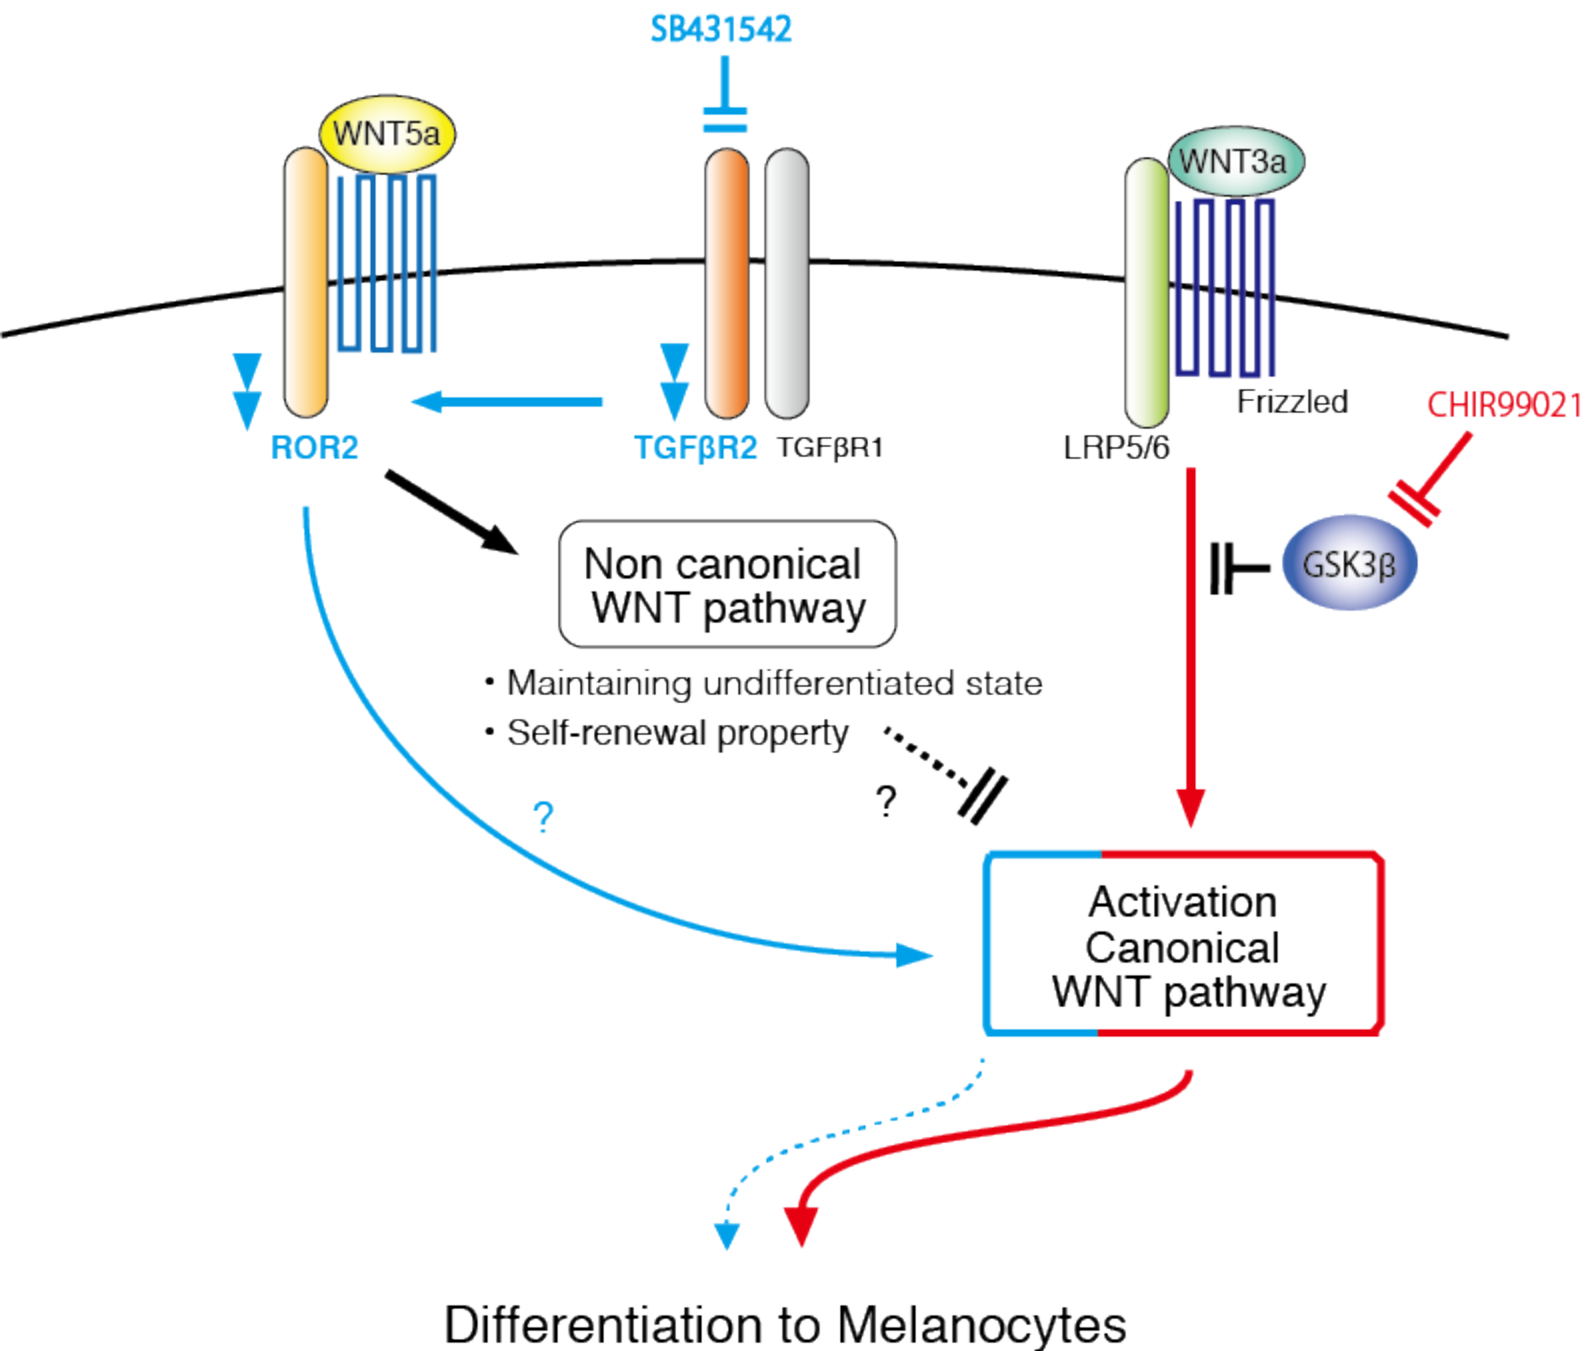 SB431542
WNT5a
WNT3a
Frizzled
CHIR99021
ROR2
TGFβR2
TGFβR1
LRP5/6
GSK3β
Non canonical
WNT pathway
・Maintaining undifferentiated state
・Self-renewal property
?
?
Activation
Canonical
WNT pathway
Differentiation to Melanocytes